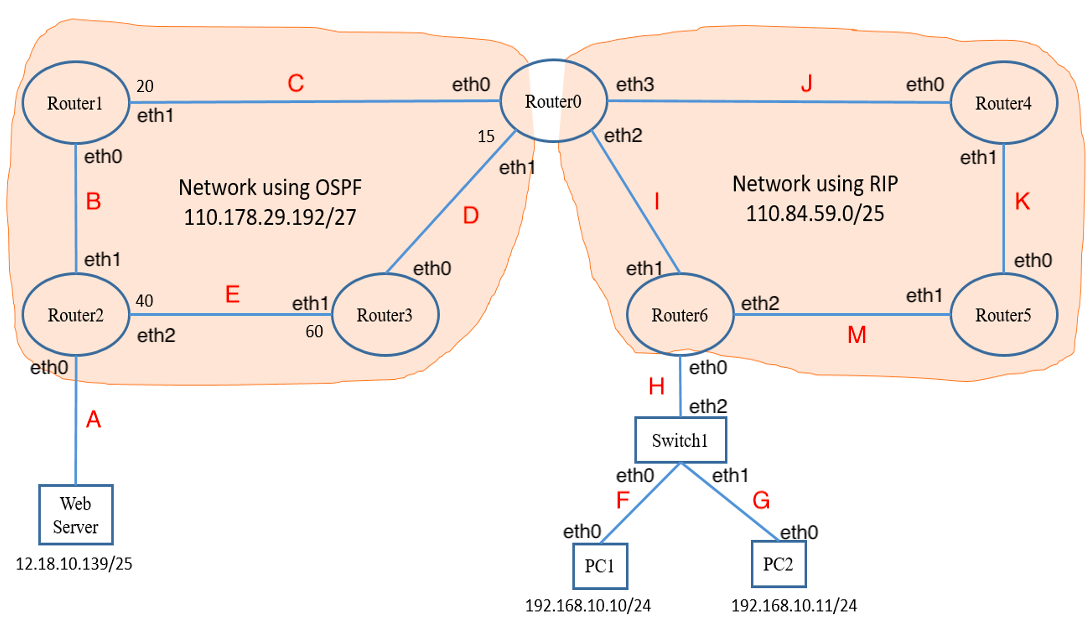 20
C
eth0
eth3
J
eth0
Router1
Router0
Router4
eth1
15
eth2
eth0
eth1
eth1
B
Network using OSPF
110.178.29.192/27
D
I
Network using RIP
110.84.59.0/25
K
eth1
eth0
eth1
eth0
40
E
eth1
eth2
eth1
Router2
Router3
Router6
Router5
eth2
60
M
eth0
eth0
H
eth2
A
Switch1
eth0
eth1
F
G
Web
Server
eth0
eth0
PC1
PC2
12.18.10.139/25
192.168.10.10/24
192.168.10.11/24